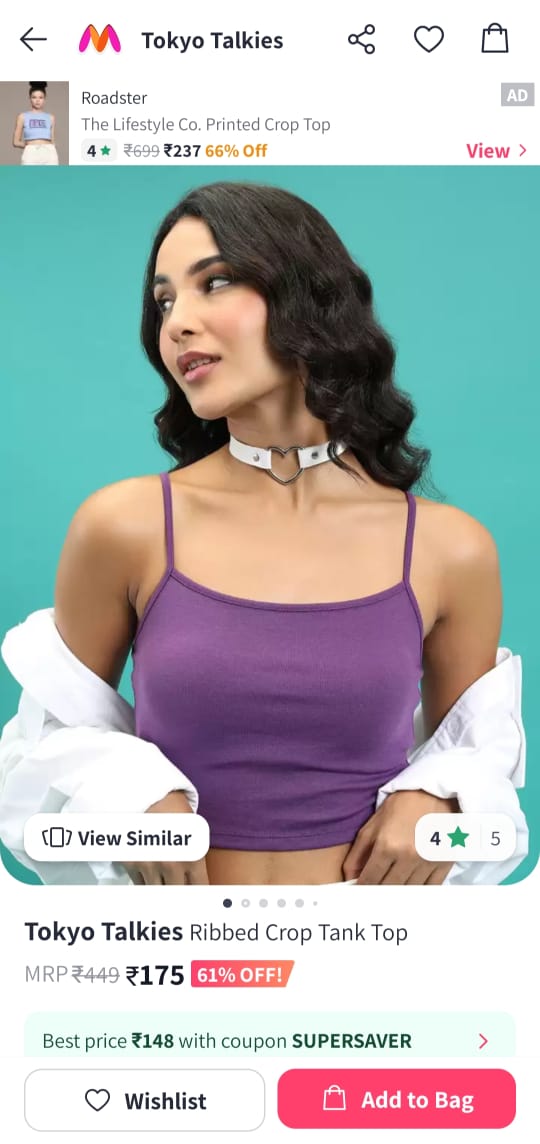 Tokyo Talkies
Roadster
AD
The Lifestyle Co. Printed Crop Top
4★ ₹699 ₹237 66% Off
View >
View Similar
4★ 5
Tokyo Talkies Ribbed Crop Tank Top
MRP ₹449 ₹175 61% OFF!
Best price ₹148 with coupon SUPERSAVER
Wishlist
Add to Bag